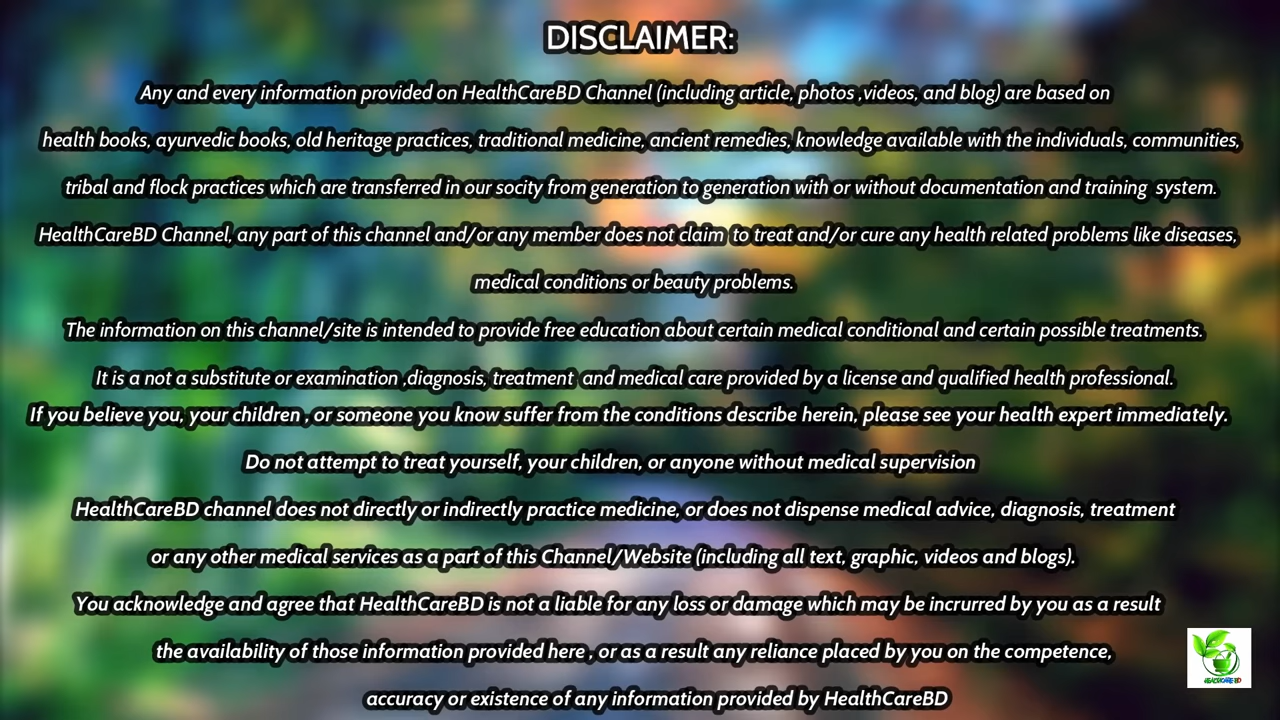 DISCLAIMER:
Any and every information provided on HealthCareBD Channel (including article, photos ,videos, and blog) are based on
health books, ayurvedic books, old heritage practices, traditional medicine, ancient remedies, knowledge available with the individuals, communities,
tribal and flock practices which are transferred in our socity from generation to generation with or without documentation and training  system.
HealthCareBD Channel, any part of this channel and/or any member does not claim  to treat and/or cure any health related problems like diseases,
medical conditions or beauty problems.
The information on this channel/site is intended to provide free education about certain medical conditional and certain possible treatments.
It is a not a substitute or examination ,diagnosis, treatment  and medical care provided by a license and qualified health professional.
If you believe you, your children , or someone you know suffer from the conditions describe herein, please see your health expert immediately.
Do not attempt to treat yourself, your children, or anyone without medical supervision
HealthCareBD channel does not directly or indirectly practice medicine, or does not dispense medical advice, diagnosis, treatment
or any other medical services as a part of this Channel/Website (including all text, graphic, videos and blogs).
You acknowledge and agree that HealthCareBD is not a liable for any loss or damage which may be incrurred by you as a result
the availability of those information provided here , or as a result any reliance placed by you on the competence,
accuracy or existence of any information provided by HealthCareBD
HEALTHCARE BD